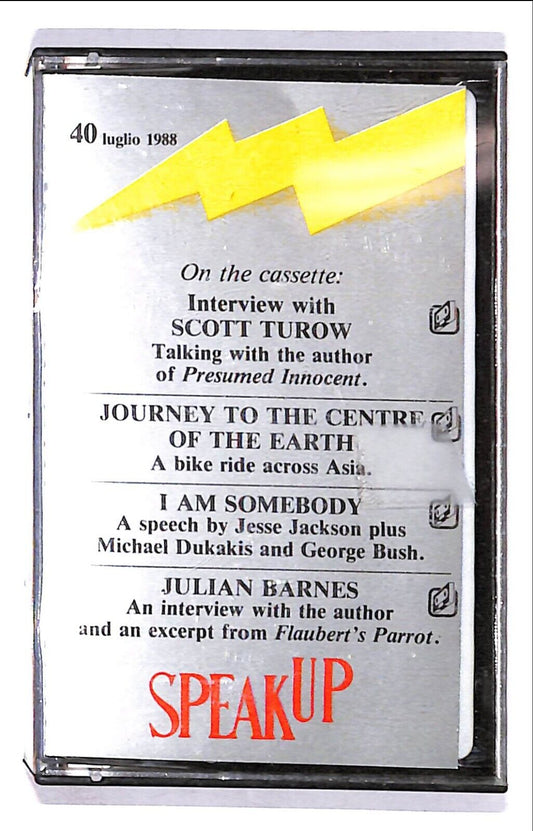 40 luglio 1988
On the cassette:
Interview with
SCOTT TUROW
Talking with the author
of Presumed Innocent.
JOURNEY TO THE CENTRE
OF THE EARTH
A bike ride across Asia.
I AM SOMEBODY
A speech by Jesse Jackson plus
Michael Dukakis and George Bush.
JULIAN BARNES
An interview with the author
and an excerpt from Flaubert's Parrot.
SPEAK UP